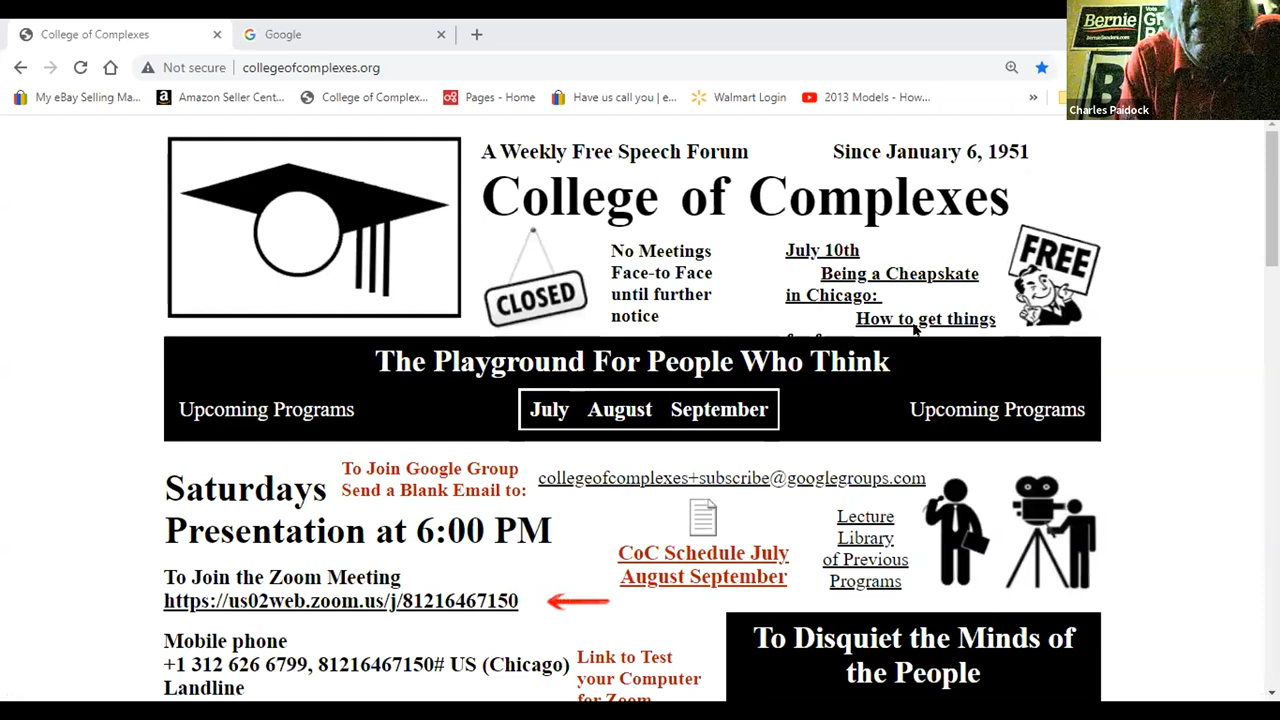 College of Complexes
Google
Not secure
collegeofcomplexes.org
My eBay Selling Ma...
Amazon Seller Cent...
College of Complex...
Pages - Home
Have us call you | e...
Walmart Login
2013 Models - How...
Bernie
BernieSanders.com
Vote
Charles Paidock
A Weekly Free Speech Forum
Since January 6, 1951
College of Complexes
CLOSED
No Meetings
Face-to Face
until further
notice
July 10th
Being a Cheapskate
in Chicago:
How to get things
FREE
The Playground For People Who Think
Upcoming Programs
July August September
Upcoming Programs
Saturdays
Presentation at 6:00 PM
To Join Google Group
Send a Blank Email to:
collegeofcomplexes+subscribe@googlegroups.com
CoC Schedule July
August September
Lecture
Library
of Previous
Programs
To Join the Zoom Meeting
https://us02web.zoom.us/j/81216467150
Mobile phone
+1 312 626 6799, 81216467150# US (Chicago)
Landline
Link to Test
your Computer
for Zoom
To Disquiet the Minds of
the People